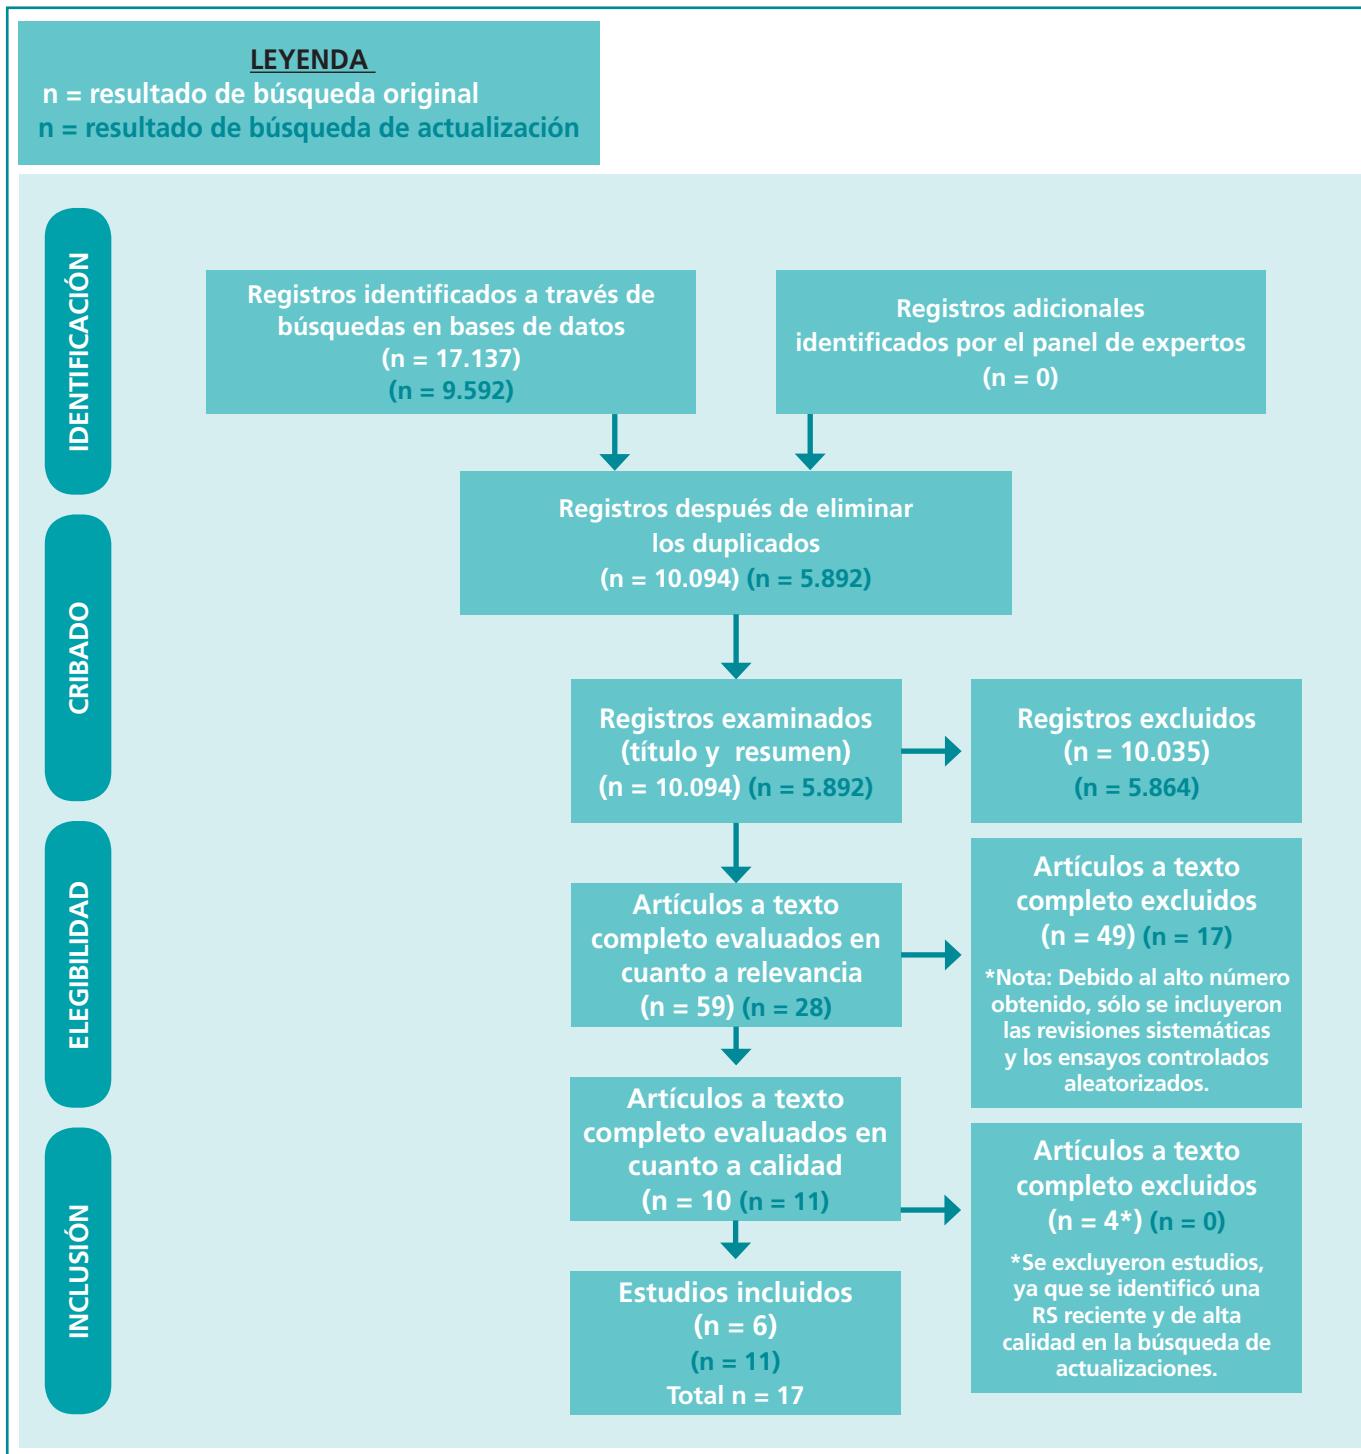 LEYENDA
n = resultado de búsqueda original
n = resultado de búsqueda de actualización
IDENTIFICACIÓN
Registros identificados a través de
búsquedas en bases de datos
(n = 17.137)
(n = 9.592)
Registros adicionales
identificados por el panel de expertos
(n = 0)
Registros después de eliminar
los duplicados
(n = 10.094) (n = 5.892)
CRIBADO
Registros examinados
(título y resumen)
(n = 10.094) (n = 5.892)
Registros excluidos
(n = 10.035)
(n = 5.864)
ELEGIBILIDAD
Artículos a texto
completo evaluados en
cuanto a relevancia
(n = 59) (n = 28)
Artículos a texto
completo excluidos
(n = 49) (n = 17)
*Nota: Debido al alto número
obtenido, sólo se incluyeron
las revisiones sistemáticas
y los ensayos controlados
aleatorizados.
Artículos a texto
completo evaluados en
cuanto a calidad
(n = 10 (n = 11)
INCLUSIÓN
Artículos a texto
completo excluidos
(n = 4*) (n = 0)
*Se excluyeron estudios,
ya que se identificó una
RS reciente y de alta
calidad en la búsqueda de
actualizaciones.
Estudios incluidos
(n = 6)
(n = 11)
Total n = 17